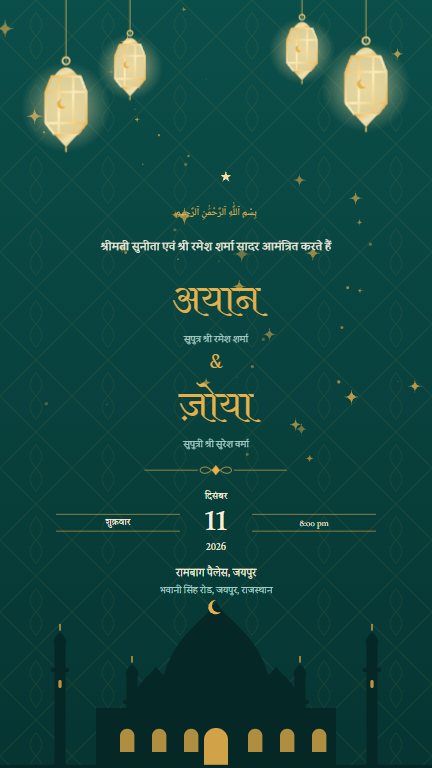 بِسْمِ اللَّهِ الرَّحْمَٰنِ الرَّحِيمِ
श्रीमती सुनीता एवं श्री रमेश शर्मा सादर आमंत्रित करते हैं
अयान
सुपुत्र श्री रमेश शर्मा
&
ज़ोया
सुपुत्री श्री सुरेश वर्मा
दिसंबर
शुक्रवार 11 8:00 pm
2026
रामबाग पैलेस, जयपुर
भवानी सिंह रोड, जयपुर, राजस्थान